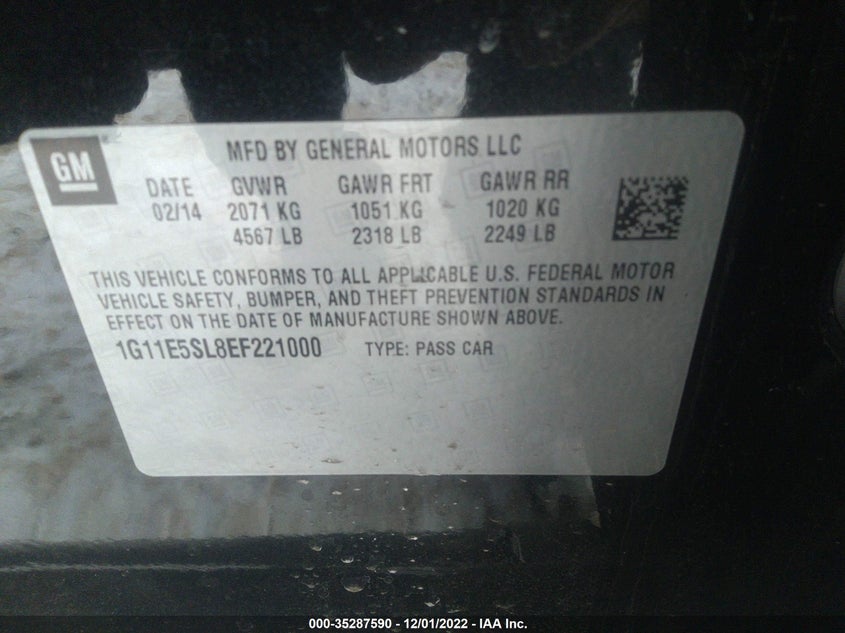 GM
MFD BY GENERAL MOTORS LLC
DATE GVWR GAWR FRT GAWR RR
02/14 2071 KG 1051 KG 1020 KG
4567 LB 2318 LB 2249 LB
THIS VEHICLE CONFORMS TO ALL APPLICABLE U.S. FEDERAL MOTOR
VEHICLE SAFETY, BUMPER, AND THEFT PREVENTION STANDARDS IN
EFFECT ON THE DATE OF MANUFACTURE SHOWN ABOVE.
1G11E5SL8EF221000 TYPE: PASS CAR
000-35287590 - 12/01/2022 - IAA Inc.